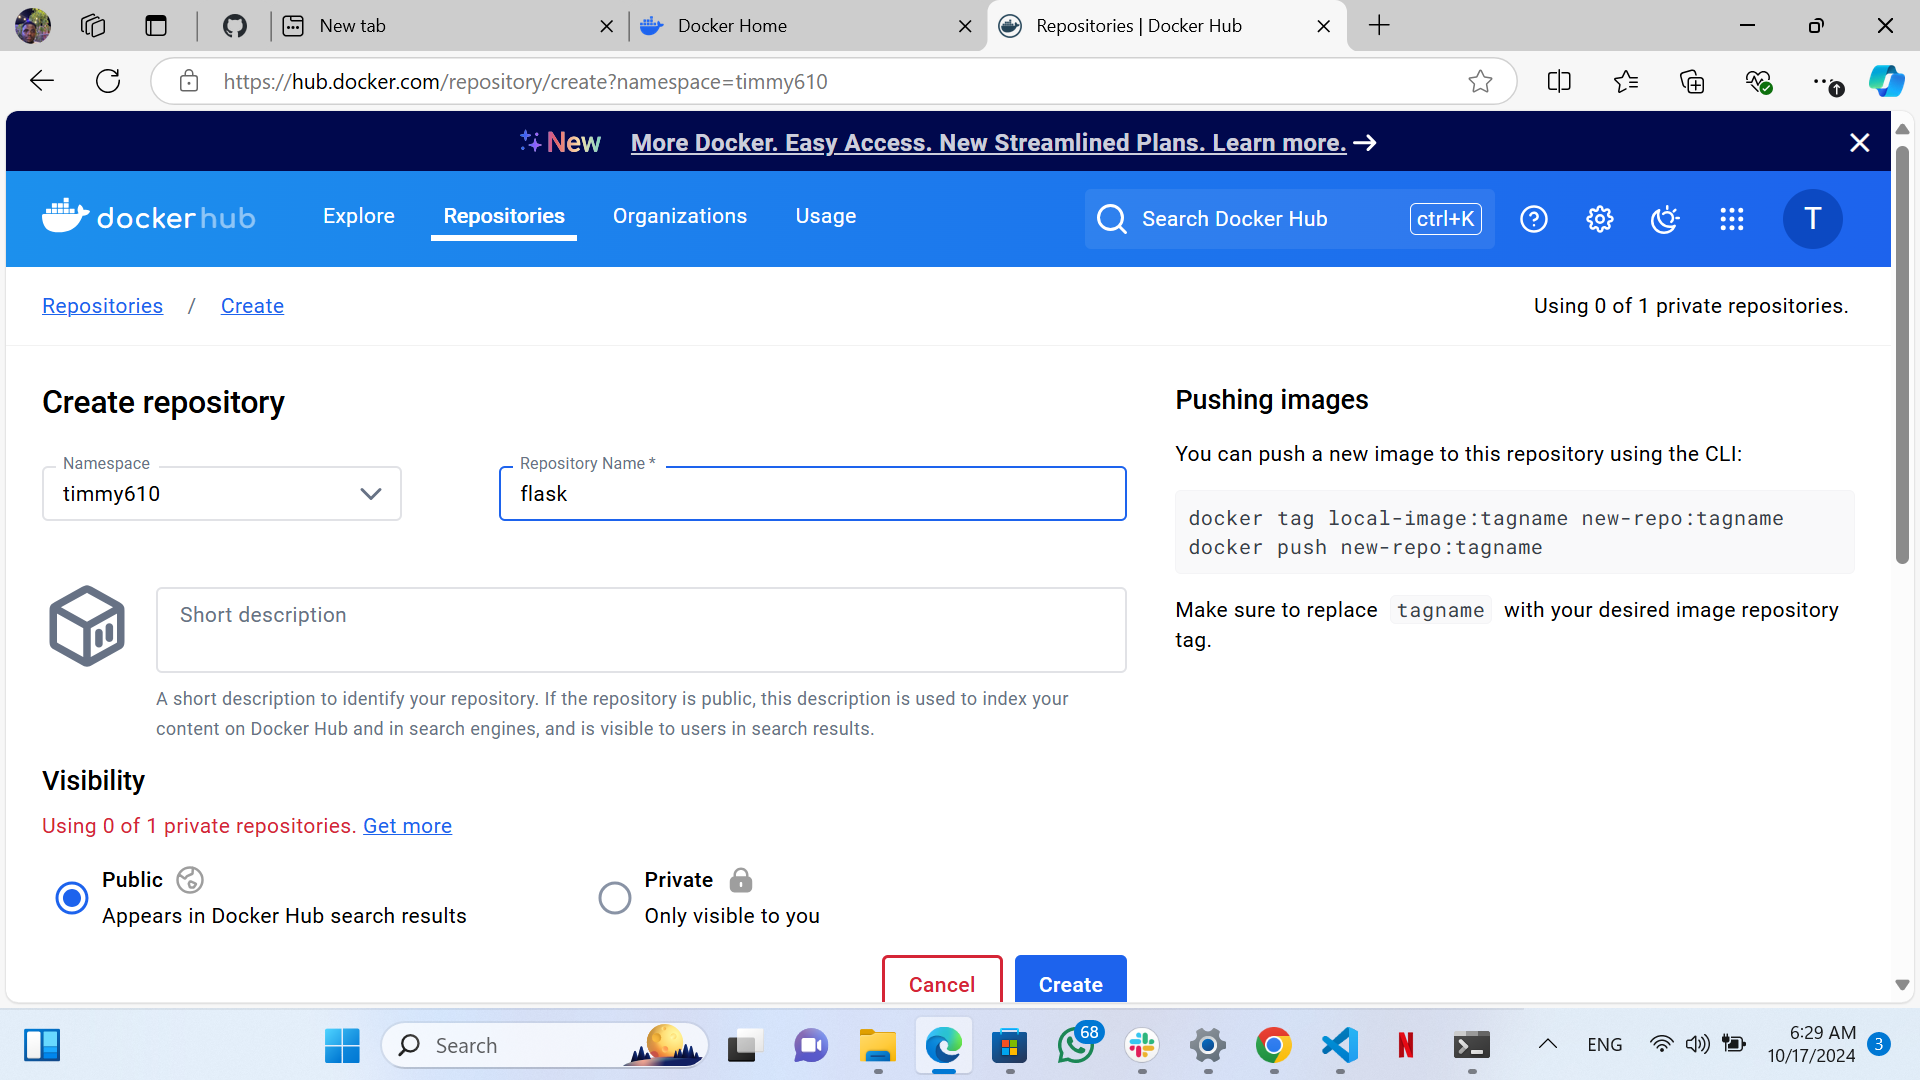 New tab
Docker Home
Repositories | Docker Hub
https://hub.docker.com/repository/create?namespace=timmy610
New More Docker. Easy Access. New Streamlined Plans. Learn more. →
docker hub
Explore
Repositories
Organizations
Usage
Search Docker Hub
ctrl+K
T
Repositories / Create
Using 0 of 1 private repositories.
Create repository
Namespace
timmy610
Repository Name *
flask
Short description
A short description to identify your repository. If the repository is public, this description is used to index your
content on Docker Hub and in search engines, and is visible to users in search results.
Visibility
Using 0 of 1 private repositories. Get more
Public
Appears in Docker Hub search results
Private
Only visible to you
Cancel
Create
Pushing images
You can push a new image to this repository using the CLI:
docker tag local-image:tagname new-repo:tagname
docker push new-repo:tagname
Make sure to replace tagname with your desired image repository
tag.
Search
68
N
ENG
6:29 AM
10/17/2024
3